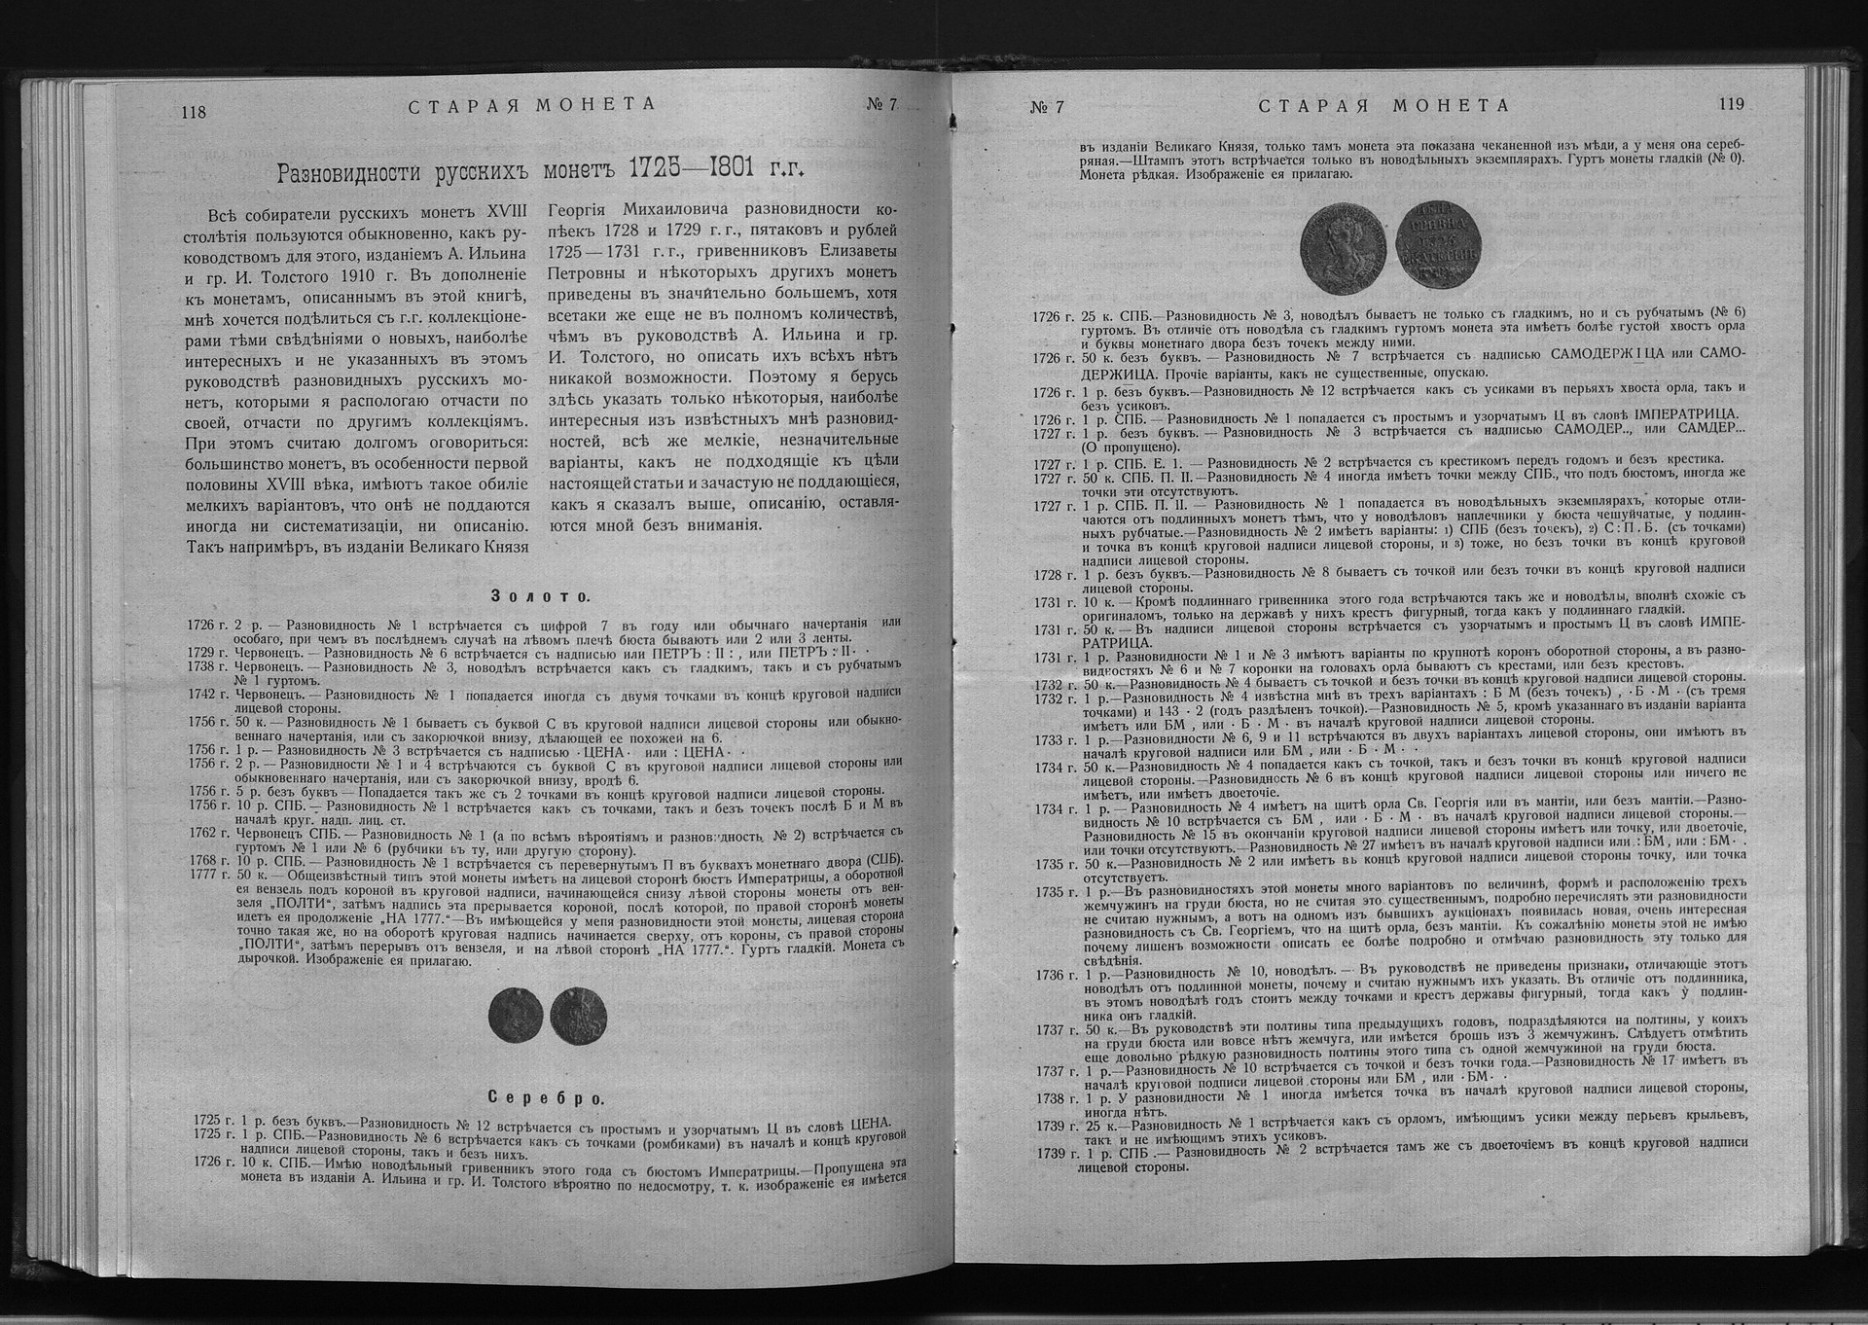 118
СТАРАЯ МОНЕТА
№ 7
Разновидности русскихъ монетъ 1725—1801 г.г.
Всѣ собиратели русскихъ монетъ XVIII
столѣтія пользуются обыкновенно, какъ ру-
ководствомъ для этого, изданіемъ А. Ильина
и гр. И. Толстого 1910 г. Въ дополненіе
къ монетамъ, описаннымъ въ этой книгѣ,
мнѣ хочется подѣлиться съ г.г. коллекціоне-
рами тѣми свѣдѣніями о новыхъ, наиболѣе
интересныхъ и не указанныхъ въ этомъ
руководствѣ разновидныхъ русскихъ мо-
нетъ, которыми я распологаю отчасти по
своей, отчасти по другимъ коллекціямъ.
При этомъ считаю долгомъ оговориться:
большинство монетъ, въ особенности первой
половины XVIII вѣка, имѣютъ такое обиліе
мелкихъ варіантовъ, что онѣ не поддаются
иногда ни систематизаціи, ни описанію.
Такъ напримѣръ, въ изданіи Великаго Князя
Георгія Михаиловича разновидности ко-
пѣекъ 1728 и 1729 г.г., пятаковъ и рублей
1725—1731 г.г., гривенниковъ Елизаветы
Петровны и нѣкоторыхъ другихъ монетъ
приведены въ значительно большемъ, хотя
всетаки же еще не въ полномъ количествѣ,
чѣмъ въ руководствѣ А. Ильина и гр.
И. Толстого, но описать ихъ всѣхъ нѣтъ
никакой возможности. Поэтому я берусь
здѣсь указать только нѣкоторыя, наиболѣе
интересныя изъ извѣстныхъ мнѣ разновид-
ностей, всѣ же мелкіе, незначительные
варіанты, какъ не подходящіе къ цѣли
настоящей статьи и зачастую не поддающіеся,
какъ я сказалъ выше, описанію, оставля-
ются мной безъ вниманія.
Золото.
1726 г. 2 р. — Разновидность № 1 встрѣчается съ цифрой 7 въ году или обычнаго начертанія или
особаго, при чемъ въ послѣднемъ случаѣ на лѣвомъ плечѣ бюста бываютъ или 2 или 3 ленты.
1729 г. Червонецъ. — Разновидность № 6 встрѣчается съ надписью или ПЕТРЪ : II : , или ПЕТРЪ : II· ·
1738 г. Червонецъ. — Разновидность № 3, новодѣлъ встрѣчается какъ съ гладкимъ, такъ и съ рубчатымъ
№ 1 гуртомъ.
1742 г. Червонецъ. — Разновидность № 1 попадается иногда съ двумя точками въ концѣ круговой надписи
лицевой стороны.
1756 г. 50 к. — Разновидность № 1 бываетъ съ буквой С въ круговой надписи лицевой стороны или обыкно-
веннаго начертанія, или съ закорючкой внизу, дѣлающей ее похожей на 6.
1756 г. 1 р. — Разновидность № 3 встрѣчается съ надписью · ЦЕНА · или : ЦЕНА · ·
1756 г. 2 р. — Разновидности № 1 и 4 встрѣчаются съ буквой С въ круговой надписи лицевой стороны или
обыкновеннаго начертанія, или съ закорючкой внизу, вродѣ 6.
1756 г. 5 р. безъ буквъ — Попадается такъ же съ 2 точками въ концѣ круговой надписи лицевой стороны.
1756 г. 10 р. СПБ. — Разновидность № 1 встрѣчается какъ съ точками, такъ и безъ точекъ послѣ Б и М въ
началѣ круг. надп. лиц. ст.
1762 г. Червонецъ СПБ. — Разновидность № 1 (а по всѣмъ вѣроятіямъ и разновидность № 2) встрѣчается съ
гуртомъ № 1 или № 6 (рубчики въ ту, или другую сторону).
1768 г. 10 р. СПБ. — Разновидность № 1 встрѣчается съ перевернутымъ П въ буквахъ монетнаго двора (СЦБ).
1777 г. 50 к. — Общеизвѣстный типъ этой монеты имѣетъ на лицевой сторонѣ бюстъ Императрицы, а оборотной
ея вензель подъ короной въ круговой надписи, начинающейся снизу лѣвой стороны монеты отъ вен-
зеля „ПОЛТИ“, затѣмъ надпись эта прерывается короной, послѣ которой, по правой сторонѣ монеты
идетъ ея продолженіе „НА 1777.“—Въ имѣющейся у меня разновидности этой монеты, лицевая сторона
точно такая же, но на оборотѣ круговая надпись начинается сверху, отъ короны, съ правой стороны
„ПОЛТИ“, затѣмъ перерывъ отъ вензеля, и на лѣвой сторонѣ „НА 1777.“. Гуртъ гладкій. Монета съ
дырочкой. Изображеніе ея прилагаю.
Серебро.
1725 г. 1 р. безъ буквъ.—Разновидность № 12 встрѣчается съ простымъ и узорчатымъ Ц въ словѣ ЦЕНА.
1725 г. 1 р. СПБ.—Разновидность № 6 встрѣчается какъ съ точками (ромбиками) въ началѣ и концѣ круговой
надписи лицевой стороны, такъ и безъ нихъ.
1726 г. 10 к. СПБ.—Имѣю новодѣльный гривенникъ этого года съ бюстомъ Императрицы.—Пропущена эта
монета въ изданіи А. Ильина и гр. И. Толстого вѣроятно по недосмотру, т. к. изображеніе ея имѣется
№ 7
СТАРАЯ МОНЕТА
119
въ изданіи Великаго Князя, только тамъ монета эта показана чеканенной изъ мѣди, а у меня она сереб-
ряная.—Штампъ этотъ встрѣчается только въ новодѣльныхъ экземплярахъ. Гуртъ монеты гладкій (№ 0).
Монета рѣдкая. Изображеніе ея прилагаю.
1726 г. 25 к. СПБ.—Разновидность № 3, новодѣлъ бываетъ не только съ гладкимъ, но и съ рубчатымъ (№ 6)
гуртомъ. Въ отличіе отъ новодѣла съ гладкимъ гуртомъ монета эта имѣетъ болѣе густой хвостъ орла
и буквы монетнаго двора безъ точекъ между ними.
1726 г. 50 к. безъ буквъ. — Разновидность № 7 встрѣчается съ надписью САМОДЕРЖІЦА или САМО-
ДЕРЖИЦА. Прочіе варіанты, какъ не существенные, опускаю.
1726 г. 1 р. безъ буквъ.—Разновидность № 12 встрѣчается какъ съ усиками въ перьяхъ хвоста орла, такъ и
безъ усиковъ.
1726 г. 1 р. СПБ. — Разновидность № 1 попадается съ простымъ и узорчатымъ Ц въ словѣ ІМПЕРАТРИЦА.
1727 г. 1 р. безъ буквъ. — Разновидность № 3 встрѣчается съ надписью САМОДЕР.., или САМДЕР...
(О пропущено).
1727 г. 1 р. СПБ. Е. 1. — Разновидность № 2 встрѣчается съ крестикомъ передъ годомъ и безъ крестика.
1727 г. 50 к. СПБ. П. II.—Разновидность № 4 иногда имѣетъ точки между СПБ., что подъ бюстомъ, иногда же
точки эти отсутствуютъ.
1727 г. 1 р. СПБ. П. II. — Разновидность № 1 попадается въ новодѣльныхъ экземплярахъ, которые отли-
чаются отъ подлинныхъ монетъ тѣмъ, что у новодѣловъ наплечники у бюста чешуйчатые, у подлин-
ныхъ рубчатые.—Разновидность № 2 имѣетъ варіанты: 1) СПБ (безъ точекъ), 2) С : П . Б. (съ точками)
и точка въ концѣ круговой надписи лицевой стороны, и 3) тоже, но безъ точки въ концѣ круговой
надписи лицевой стороны.
1728 г. 1 р. безъ буквъ.—Разновидность № 8 бываетъ съ точкой или безъ точки въ концѣ круговой надписи
лицевой стороны.
1731 г. 10 к. — Кромѣ подлиннаго гривенника этого года встрѣчаются такъ же и новодѣлы, вполнѣ схожіе съ
оригиналомъ, только на державѣ у нихъ крестъ фигурный, тогда какъ у подлиннаго гладкій.
1731 г. 50 к. — Въ надписи лицевой стороны встрѣчается съ узорчатымъ и простымъ Ц въ словѣ ИМПЕ-
РАТРИЦА.
1731 г. 1 р. Разновидности № 1 и № 3 имѣютъ варіанты по крупнотѣ коронъ оборотной стороны, а въ разно-
видностяхъ № 6 и № 7 коронки на головахъ орла бываютъ съ крестами, или безъ крестовъ.
1732 г. 50 к.—Разновидность № 4 бываетъ съ точкой и безъ точки въ концѣ круговой надписи лицевой стороны.
1732 г. 1 р.—Разновидность № 4 извѣстна мнѣ въ трехъ варіантахъ : Б М (безъ точекъ) , · Б · М · (съ тремя
точками) и 143 · 2 (годъ раздѣленъ точкой).—Разновидность № 5, кромѣ указаннаго въ изданіи варіанта
имѣетъ или БМ , или · Б · М · въ началѣ круговой надписи лицевой стороны.
1733 г. 1 р.—Разновидности № 6, 9 и 11 встрѣчаются въ двухъ варіантахъ лицевой стороны, они имѣютъ въ
началѣ круговой надписи или БМ , или · Б · М · ·
1734 г. 50 к.—Разновидность № 4 попадается какъ съ точкой, такъ и безъ точки въ концѣ круговой надписи
лицевой стороны.—Разновидность № 6 въ концѣ круговой надписи лицевой стороны или ничего не
имѣетъ, или имѣетъ двоеточіе.
1734 г. 1 р. — Разновидность № 4 имѣетъ на щитѣ орла Св. Георгія или въ мантіи, или безъ мантіи.—Разно-
видность № 10 встрѣчается съ БМ , или · Б · М · въ началѣ круговой надписи лицевой стороны.—
Разновидность № 15 въ окончаніи круговой надписи лицевой стороны имѣетъ или точку, или двоеточіе,
или точки отсутствуютъ.—Разновидность № 27 имѣетъ въ началѣ круговой надписи или : БМ , или : БМ · .
1735 г. 50 к.—Разновидность № 2 или имѣетъ въ концѣ круговой надписи лицевой стороны точку, или точка
отсутствуетъ.
1735 г. 1 р.—Въ разновидностяхъ этой монеты много варіантовъ по величинѣ, формѣ и расположенію трехъ
жемчужинъ на груди бюста, но не считая это существеннымъ, подробно перечислять эти разновидности
не считаю нужнымъ, а вотъ на одномъ изъ бывшихъ аукціонахъ появилась новая, очень интересная
разновидность съ Св. Георгіемъ, что на щитѣ орла, безъ мантіи. Къ сожалѣнію монеты этой не имѣю
почему лишенъ возможности описать ее болѣе подробно и отмѣчаю разновидность эту только для
свѣдѣнія.
1736 г. 1 р.—Разновидность № 10, новодѣлъ. — Въ руководствѣ не приведены признаки, отличающіе этотъ
новодѣлъ отъ подлинной монеты, почему и считаю нужнымъ ихъ указать. Въ отличіе отъ подлинника,
въ этомъ новодѣлѣ годъ стоитъ между точками и крестъ державы фигурный, тогда какъ у подлин-
ника онъ гладкій.
1737 г. 50 к.—Въ руководствѣ эти полтины типа предыдущихъ годовъ, подраздѣляются на полтины, у коихъ
на груди бюста или вовсе нѣтъ жемчуга, или имѣется брошь изъ 3 жемчужинъ. Слѣдуетъ отмѣтить
еще довольно рѣдкую разновидность полтины этого типа съ одной жемчужиной на груди бюста.
1737 г. 1 р.—Разновидность № 10 встрѣчается съ точкой и безъ точки года.—Разновидность № 17 имѣетъ въ
началѣ круговой подписи лицевой стороны или БМ , или · БМ · ·
1738 г. 1 р. У разновидности № 1 иногда имѣется точка въ началѣ круговой надписи лицевой стороны,
иногда нѣтъ.
1739 г. 25 к.—Разновидность № 1 встрѣчается какъ съ орломъ, имѣющимъ усики между перьевъ крыльевъ,
такъ и не имѣющимъ этихъ усиковъ.
1739 г. 1 р. СПБ .— Разновидность № 2 встрѣчается тамъ же съ двоеточіемъ въ концѣ круговой надписи
лицевой стороны.